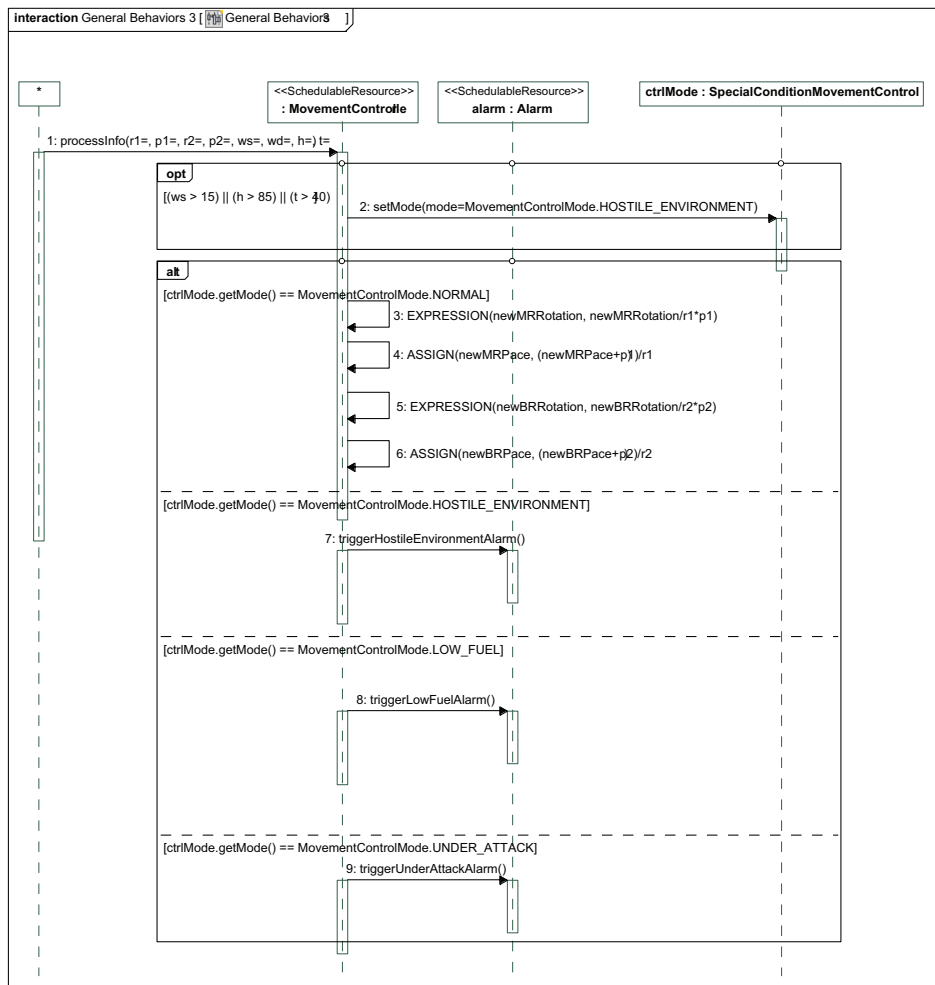 interaction General Behaviors 3 [ General Behaviors 3 ]
*
<<SchedulableResource>>
: MovementControlle
<<SchedulableResource>>
alarm : Alarm
ctrlMode : SpecialConditionMovementControl
1: processInfo(r1=, p1=, r2=, p2=, ws=, wd=, h=, t=)
opt
[(ws > 15) || (h > 85) || (t > 40)]
2: setMode(mode=MovementControlMode.HOSTILE_ENVIRONMENT)
alt
[ctrlMode.getMode() == MovementControlMode.NORMAL]
3: EXPRESSION(newMRRotation, newMRRotation/r1*p1)
4: ASSIGN(newMRPace, (newMRPace+p1)/r1
5: EXPRESSION(newBRRotation, newBRRotation/r2*p2)
6: ASSIGN(newBRPace, (newBRPace+p2)/r2
[ctrlMode.getMode() == MovementControlMode.HOSTILE_ENVIRONMENT]
7: triggerHostileEnvironmentAlarm()
[ctrlMode.getMode() == MovementControlMode.LOW_FUEL]
8: triggerLowFuelAlarm()
[ctrlMode.getMode() == MovementControlMode.UNDER_ATTACK]
9: triggerUnderAttackAlarm()